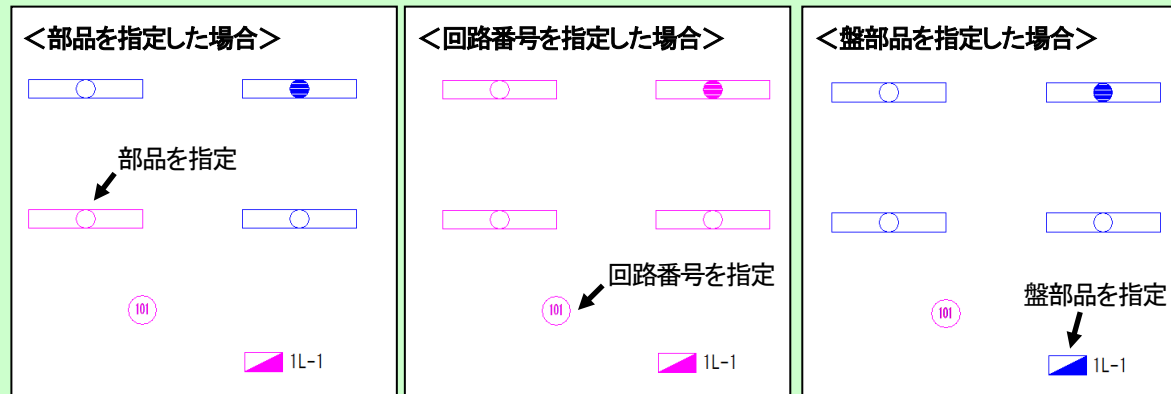 <部品を指定した場合>
部品を指定
101
1L-1
<回路番号を指定した場合>
回路番号を指定
101
1L-1
<盤部品を指定した場合>
盤部品を指定
101
1L-1